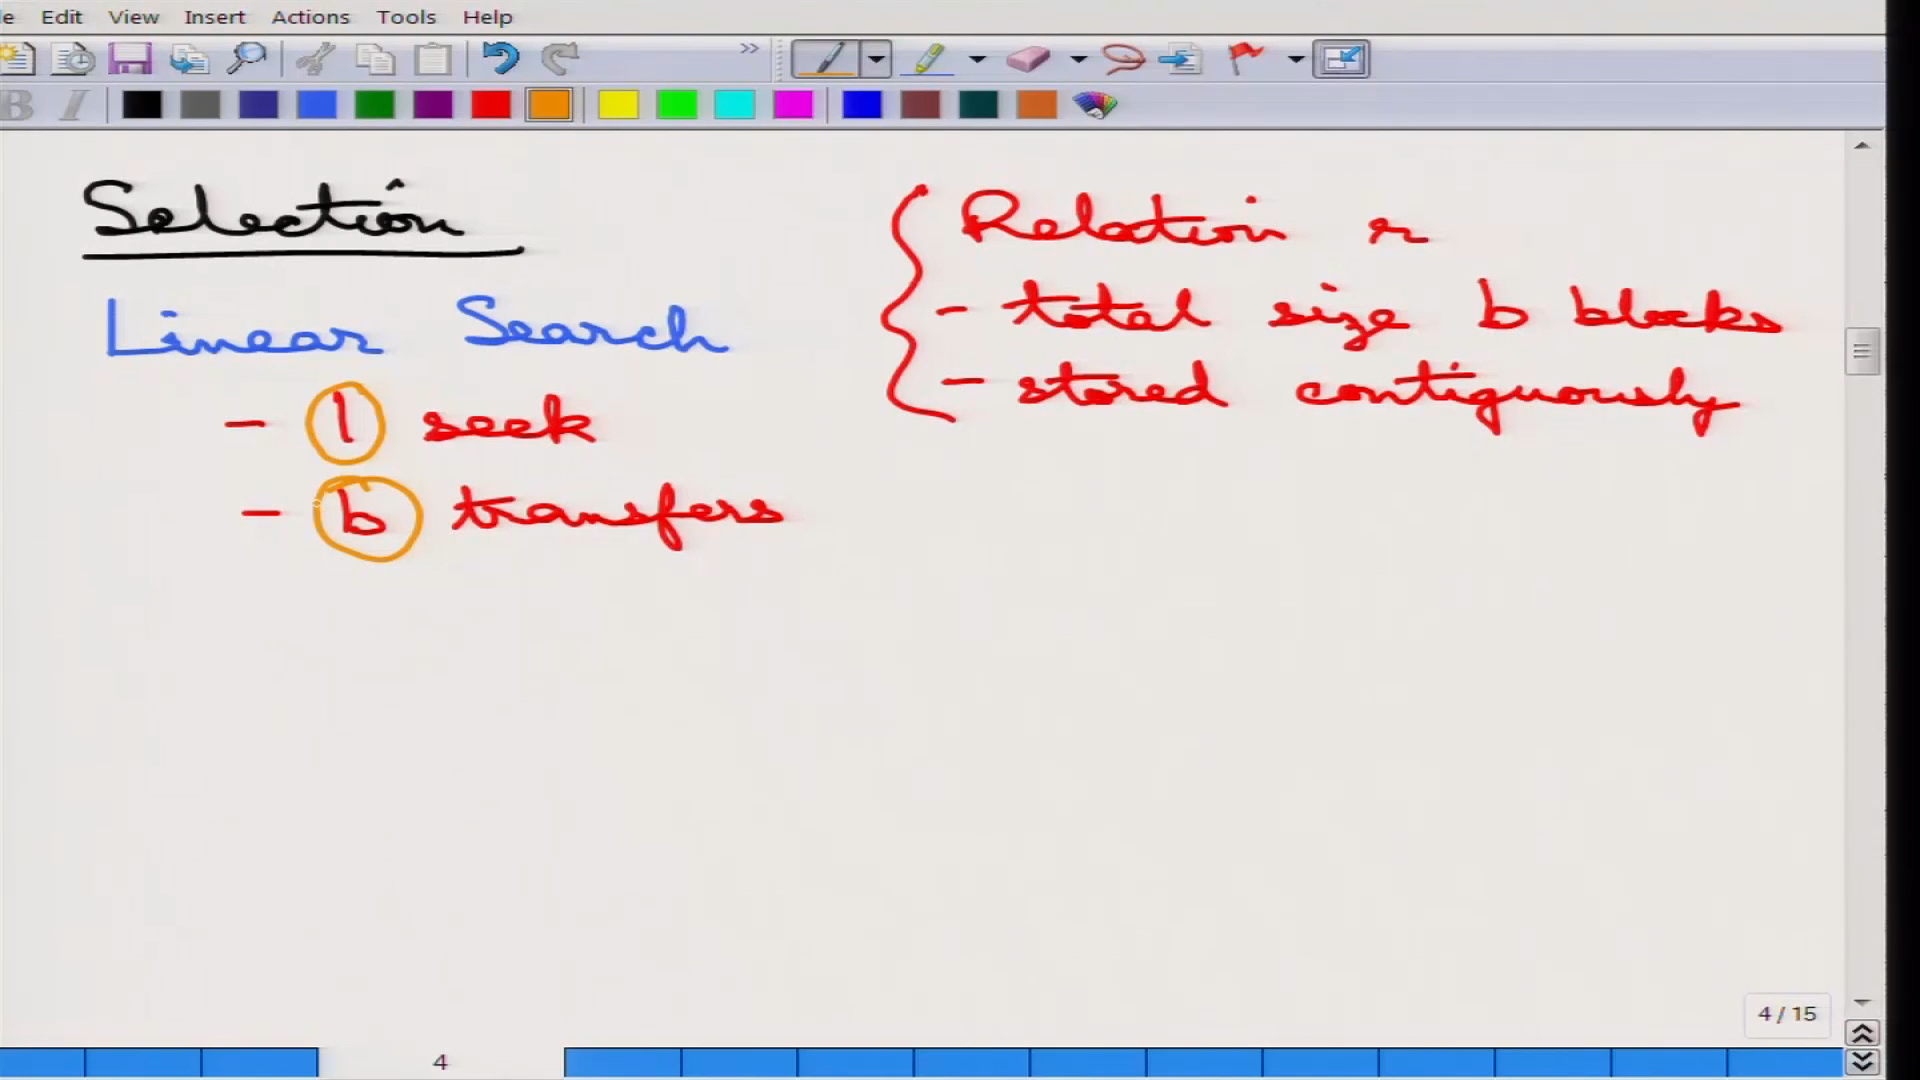 Edit View Insert Actions Tools Help
B I
Selection
Linear Search
- 1 seek
- b transfers
Relation r
- total size b blocks
- stored contiguously
4 / 15
4